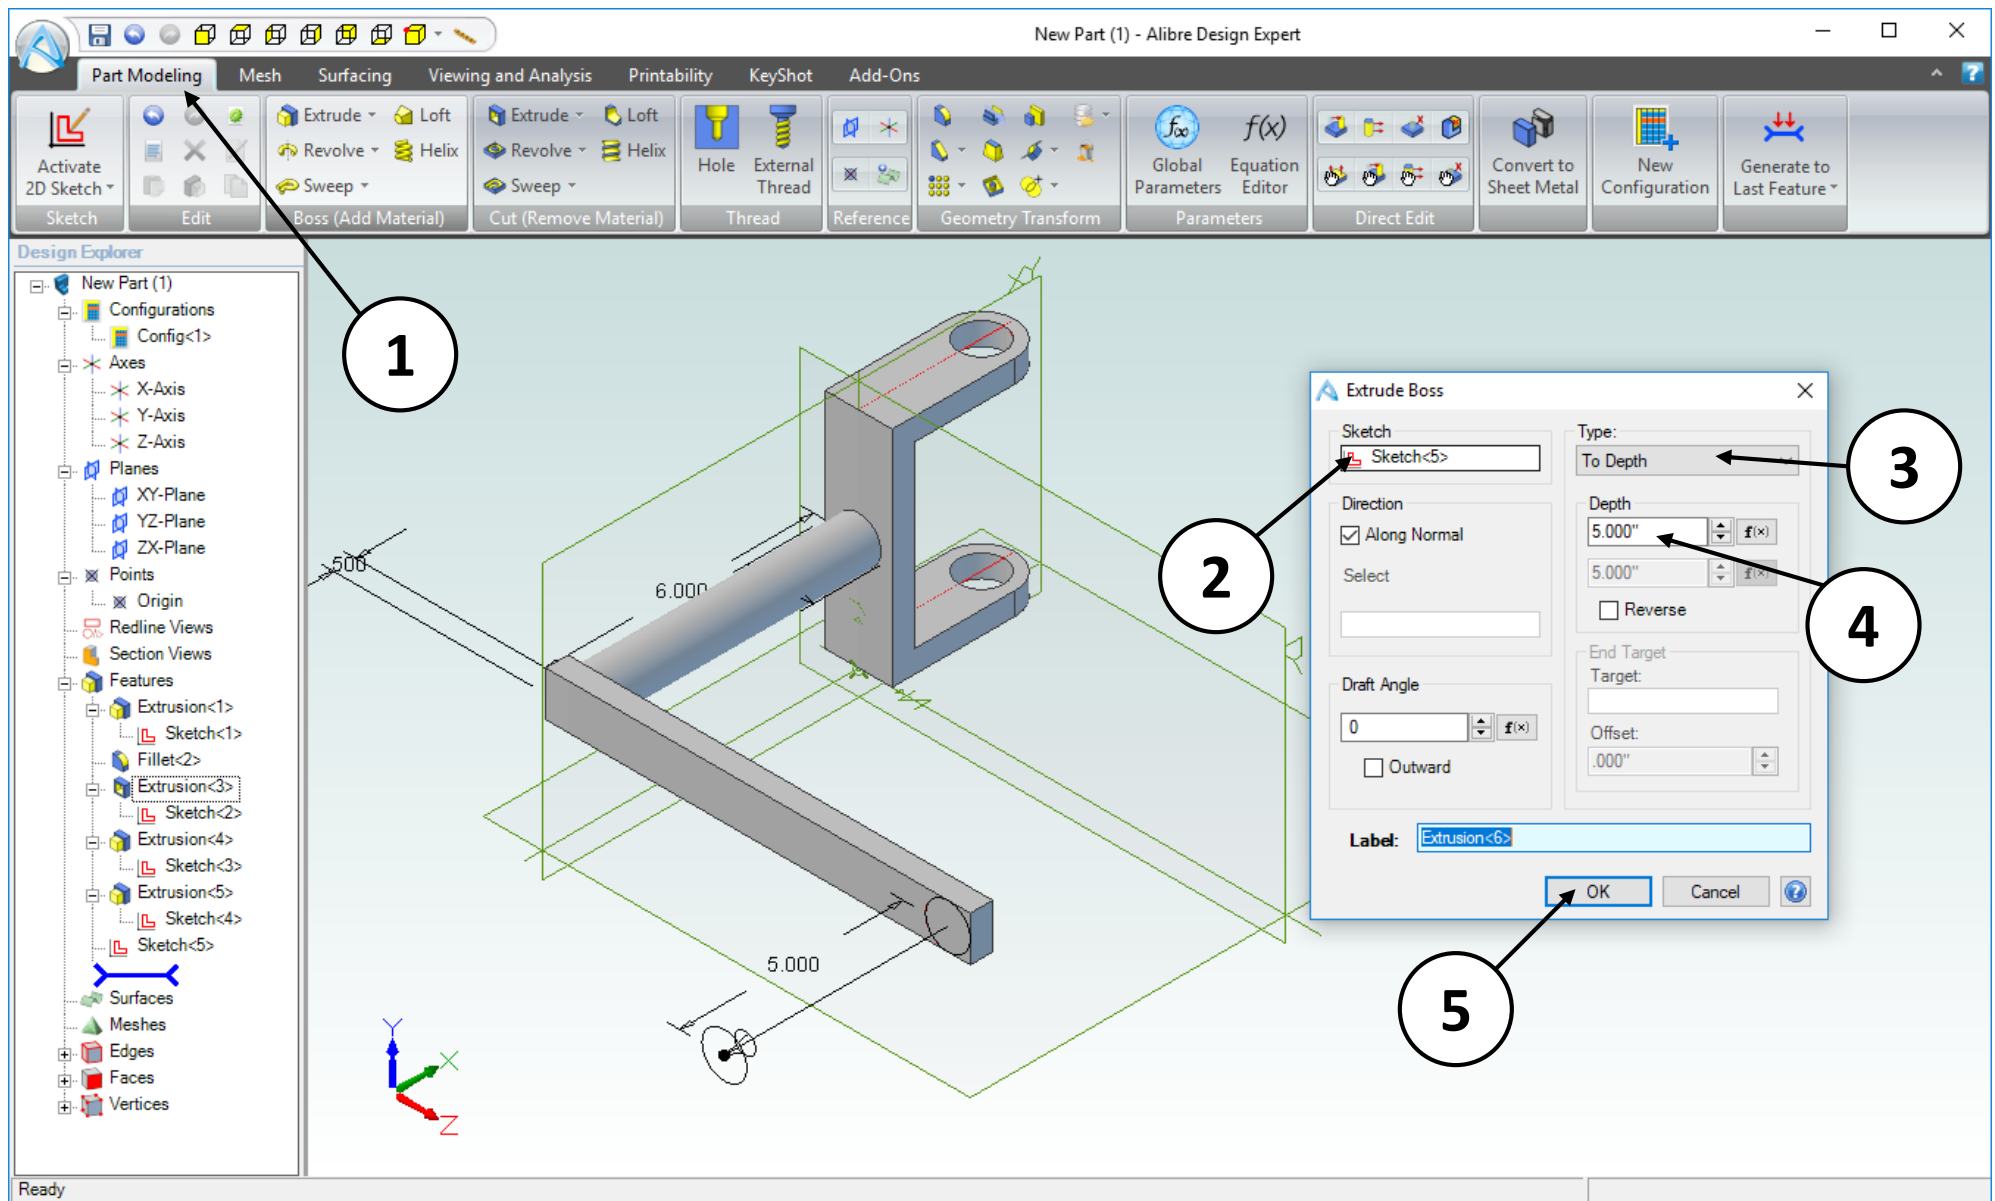 New Part (1) - Alibre Design Expert
Part Modeling Mesh Surfacing Viewing and Analysis Printability KeyShot Add-Ons
Activate 2D Sketch
Sketch
Edit
Extrude Loft
Revolve Helix
Sweep
Boss (Add Material)
Extrude Loft
Revolve Helix
Sweep
Cut (Remove Material)
Hole
External Thread
Thread
Reference
Geometry Transform
f∞
Global Parameters
f(x)
Equation Editor
Parameters
Direct Edit
Convert to Sheet Metal
New Configuration
Generate to Last Feature
Design Explorer
New Part (1)
Configurations
Config<1>
Axes
X-Axis
Y-Axis
Z-Axis
Planes
XY-Plane
YZ-Plane
ZX-Plane
Points
Origin
Redline Views
Section Views
Features
Extrusion<1>
Sketch<1>
Fillet<2>
Extrusion<3>
Sketch<2>
Extrusion<4>
Sketch<3>
Extrusion<5>
Sketch<4>
Sketch<5>
Surfaces
Meshes
Edges
Faces
Vertices
Ready
1
.500
6.000
5.000
Y
X
Z
2
3
4
5
Extrude Boss
Sketch
Sketch<5>
Direction
Along Normal
Select
Draft Angle
0
f(x)
Outward
Type:
To Depth
Depth
5.000"
f(x)
5.000"
f(x)
Reverse
End Target
Target:
Offset:
.000"
Label: Extrusion<6>
OK
Cancel
?